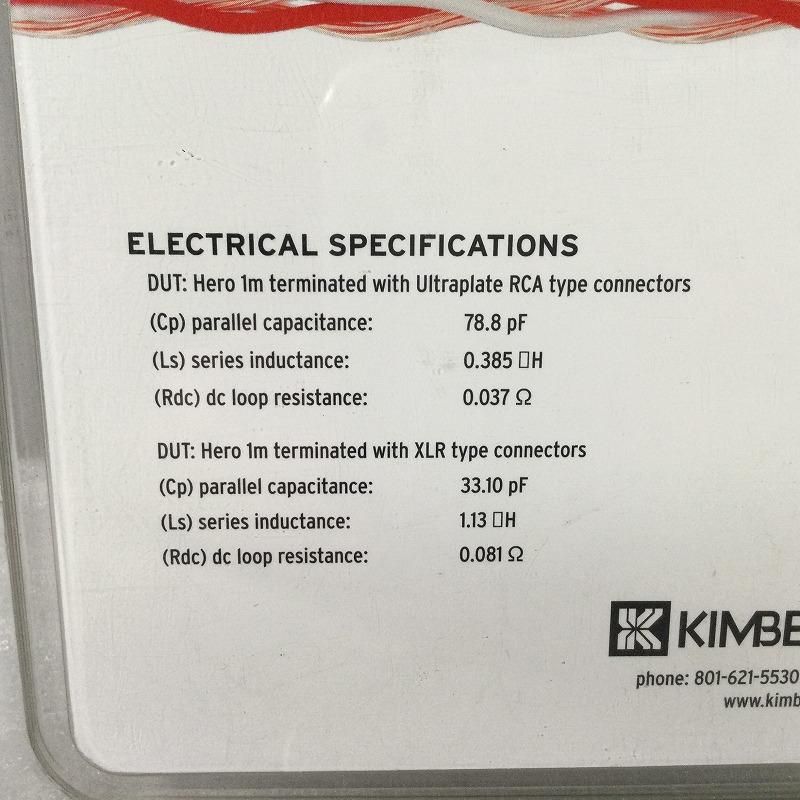 ELECTRICAL SPECIFICATIONS
DUT: Hero 1m terminated with Ultraplate RCA type connectors
(Cp) parallel capacitance: 78.8 pF
(Ls) series inductance: 0.385 □H
(Rdc) dc loop resistance: 0.037 Ω
DUT: Hero 1m terminated with XLR type connectors
(Cp) parallel capacitance: 33.10 pF
(Ls) series inductance: 1.13 □H
(Rdc) dc loop resistance: 0.081 Ω
KIMBE
phone: 801-621-5530
www.kimb